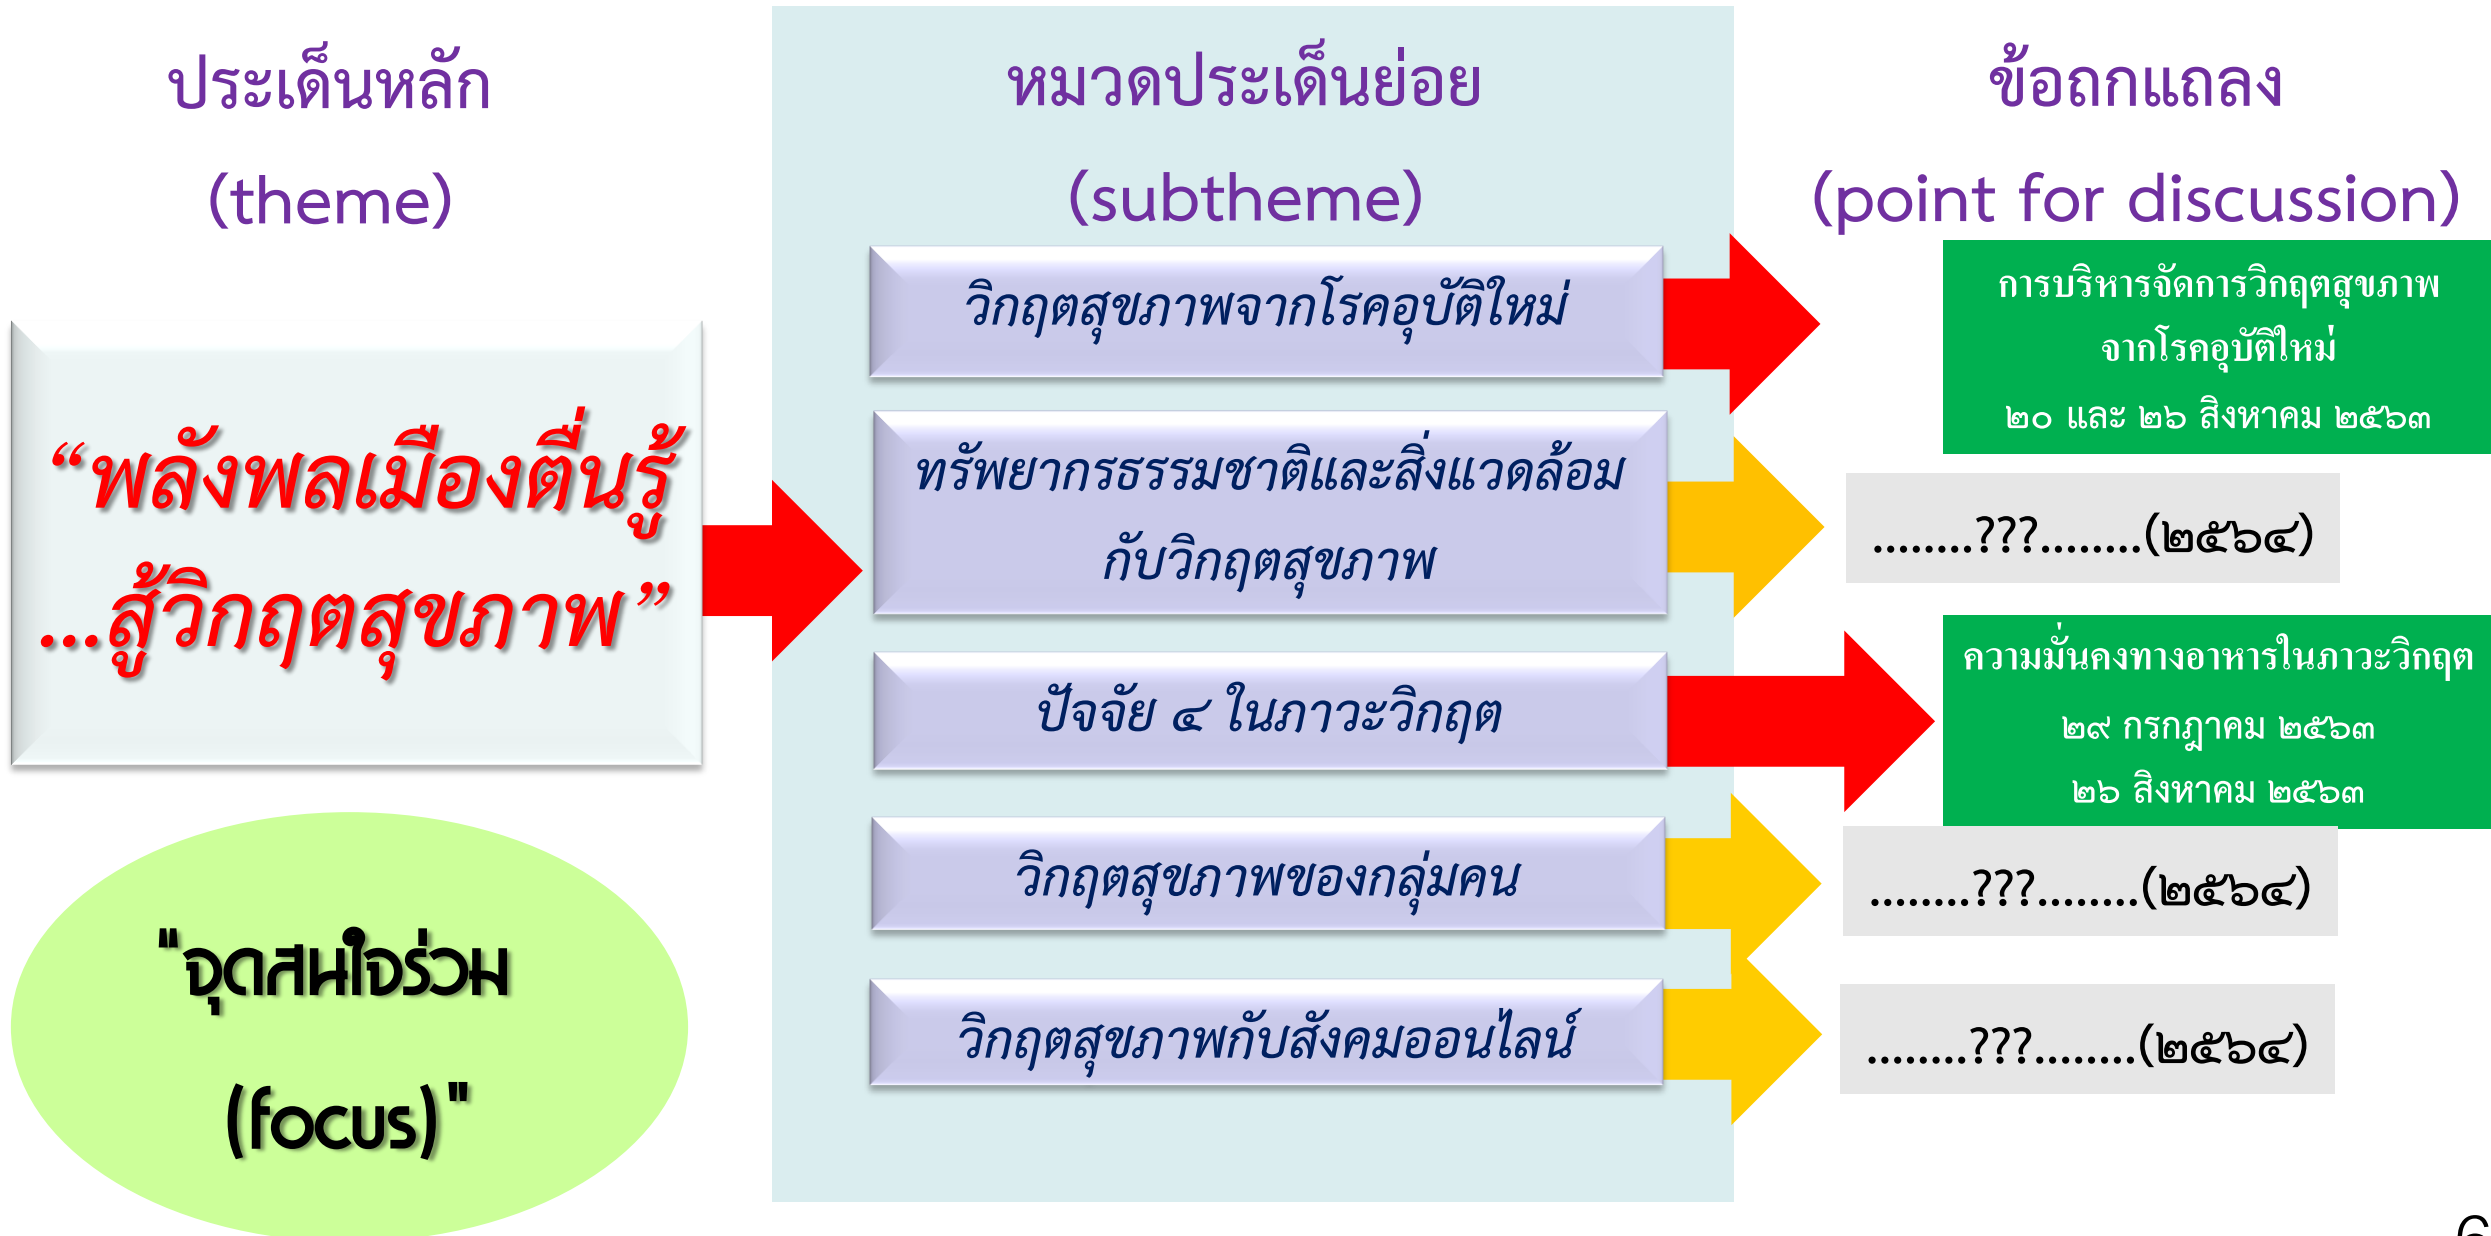 ประเด็นหลัก
(theme)
“พลังพลเมืองตื่นรู้
...สู้วิกฤตสุขภาพ”
"จุดสนใจร่วม
(focus)"
หมวดประเด็นย่อย
(subtheme)
วิกฤตสุขภาพจากโรคอุบัติใหม่
ทรัพยากรธรรมชาติและสิ่งแวดล้อม
กับวิกฤตสุขภาพ
ปัจจัย ๔ ในภาวะวิกฤต
วิกฤตสุขภาพของกลุ่มคน
วิกฤตสุขภาพกับสังคมออนไลน์
ข้อถกแถลง
(point for discussion)
การบริหารจัดการวิกฤตสุขภาพ
จากโรคอุบัติใหม่
๒๐ และ ๒๖ สิงหาคม ๒๕๖๓
........???........(๒๕๖๔)
ความมั่นคงทางอาหารในภาวะวิกฤต
๒๙ กรกฎาคม ๒๕๖๓
๒๖ สิงหาคม ๒๕๖๓
........???........(๒๕๖๔)
........???........(๒๕๖๔)